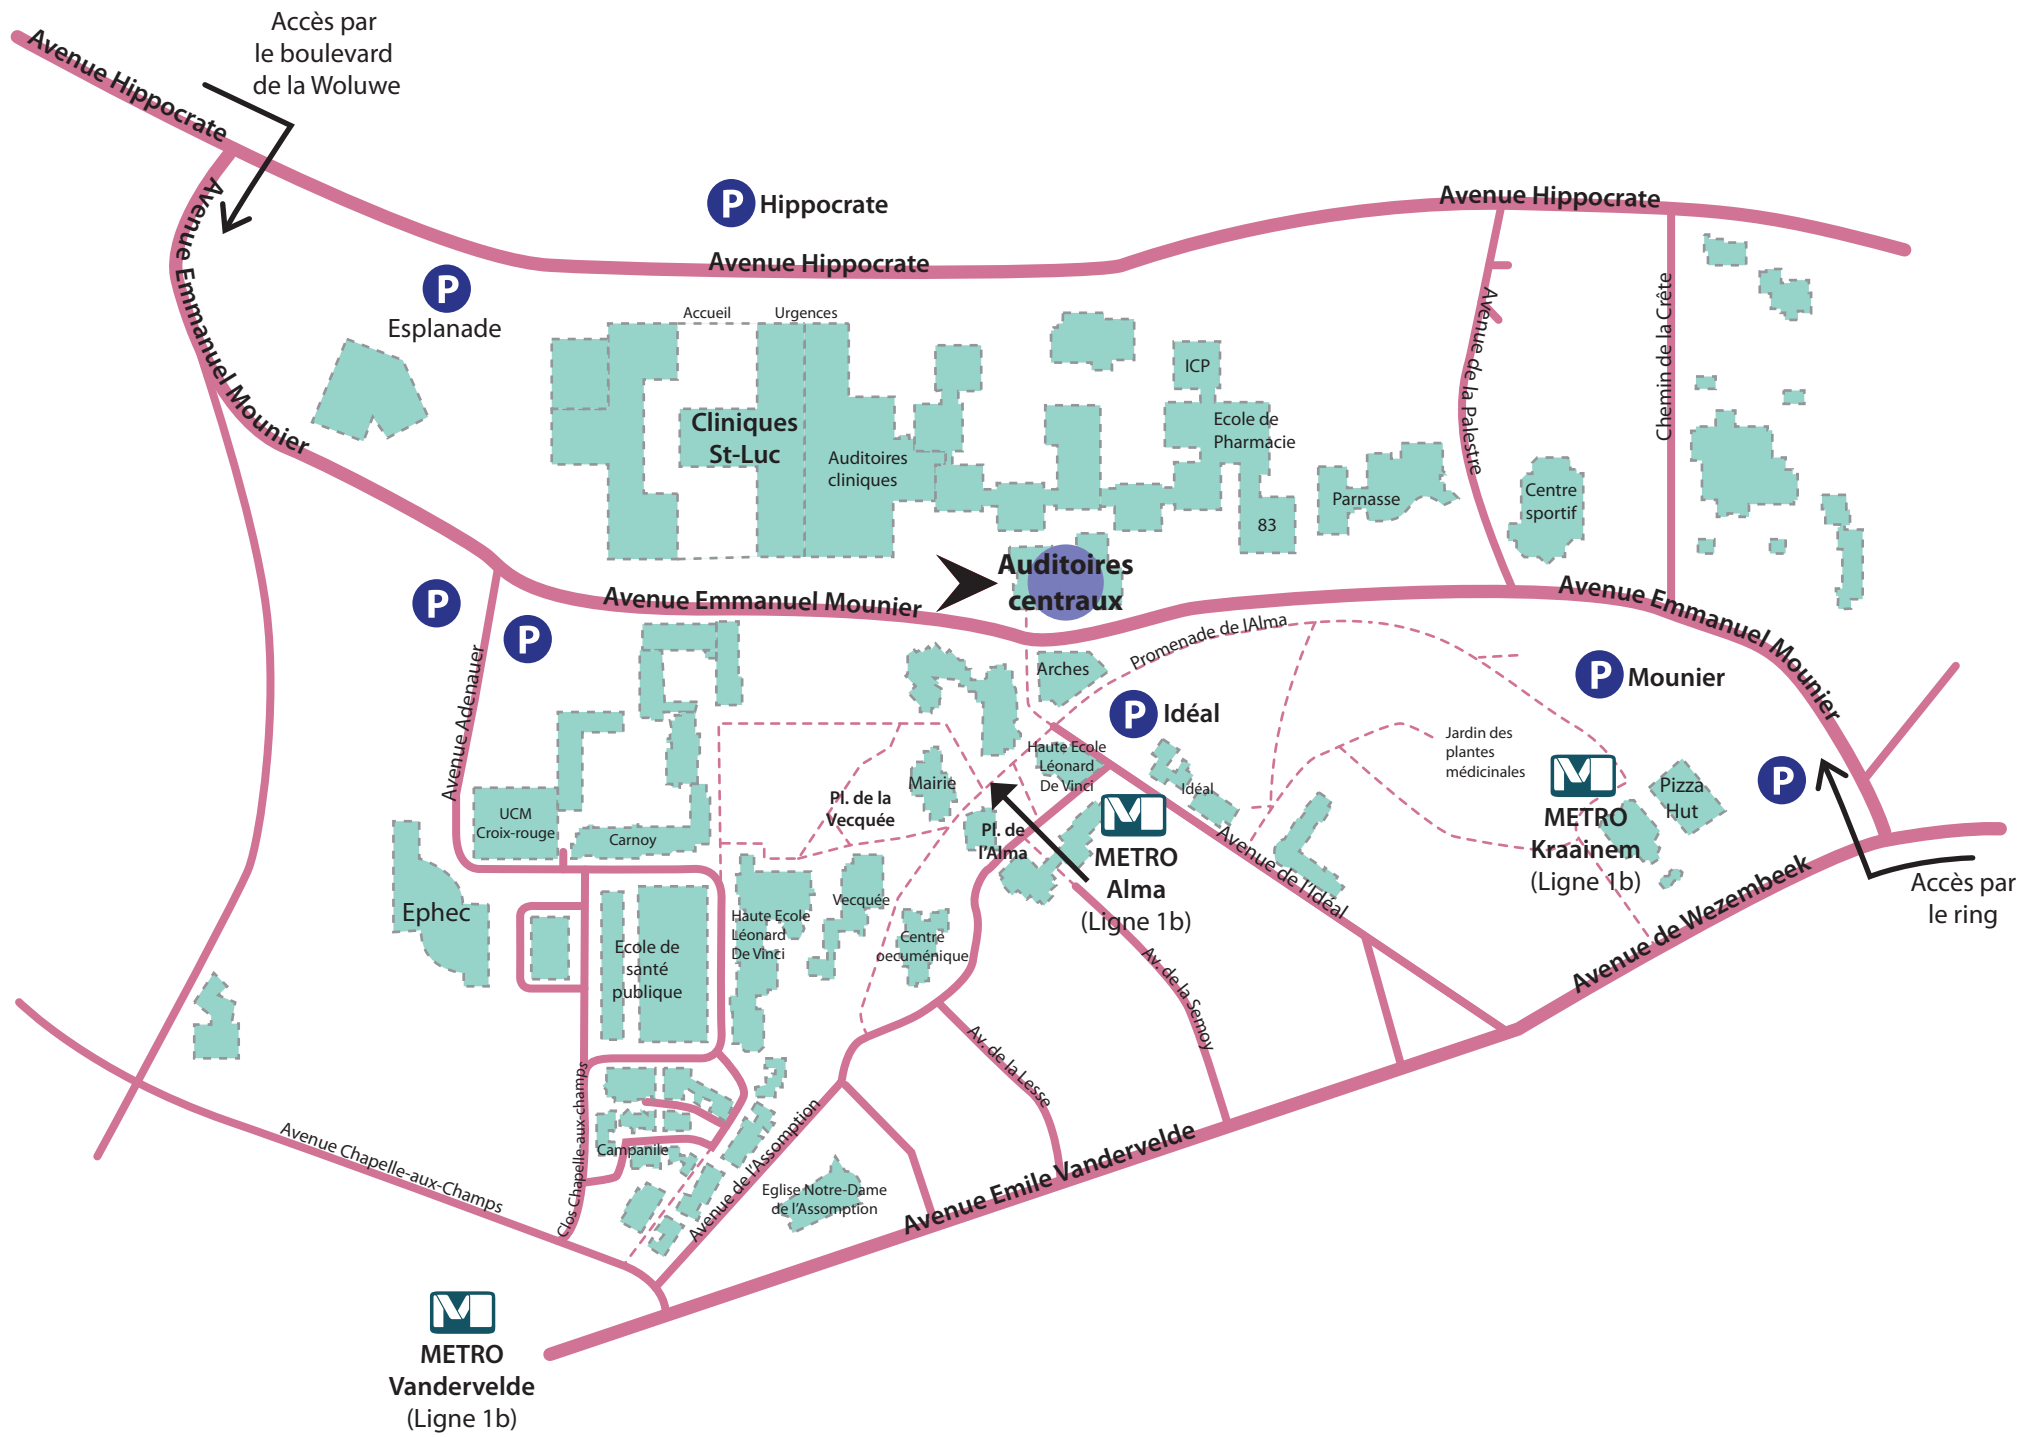 Accès par
le boulevard
de la Woluwe
Avenue Hippocrate
P Hippocrate
Avenue Hippocrate
Avenue Hippocrate
Avenue Emmanuel Mounier
P
Esplanade
Accueil
Urgences
Cliniques
St-Luc
Auditoires
cliniques
ICP
Ecole de
Pharmacie
83
Parnasse
Avenue de la Palestre
Centre
sportif
Chemin de la Crête
Auditoires
centraux
Avenue Emmanuel Mounier
Avenue Emmanuel Mounier
P
P
Avenue Adenauer
Promenade de lAlma
Arches
P Idéal
P Mounier
P
Haute Ecole
Léonard
De Vinci
Idéal
Jardin des
plantes
médicinales
Mairie
Pl. de la
Vecquée
Pl. de
l'Alma
METRO
Alma
(Ligne 1b)
METRO
Kraainem
(Ligne 1b)
Pizza
Hut
Accès par
le ring
UCM
Croix-rouge
Carnoy
Avenue de l'Idéal
Avenue de Wezembeek
Ephec
Ecole de
santé
publique
Haute Ecole
Léonard
De Vinci
Vecquée
Centre
oecuménique
Av. de la Semoy
Av. de la Lesse
Clos Chapelle-aux-champs
Campanile
Avenue de l'Assomption
Avenue Chapelle-aux-Champs
Eglise Notre-Dame
de l'Assomption
Avenue Emile Vandervelde
METRO
Vandervelde
(Ligne 1b)